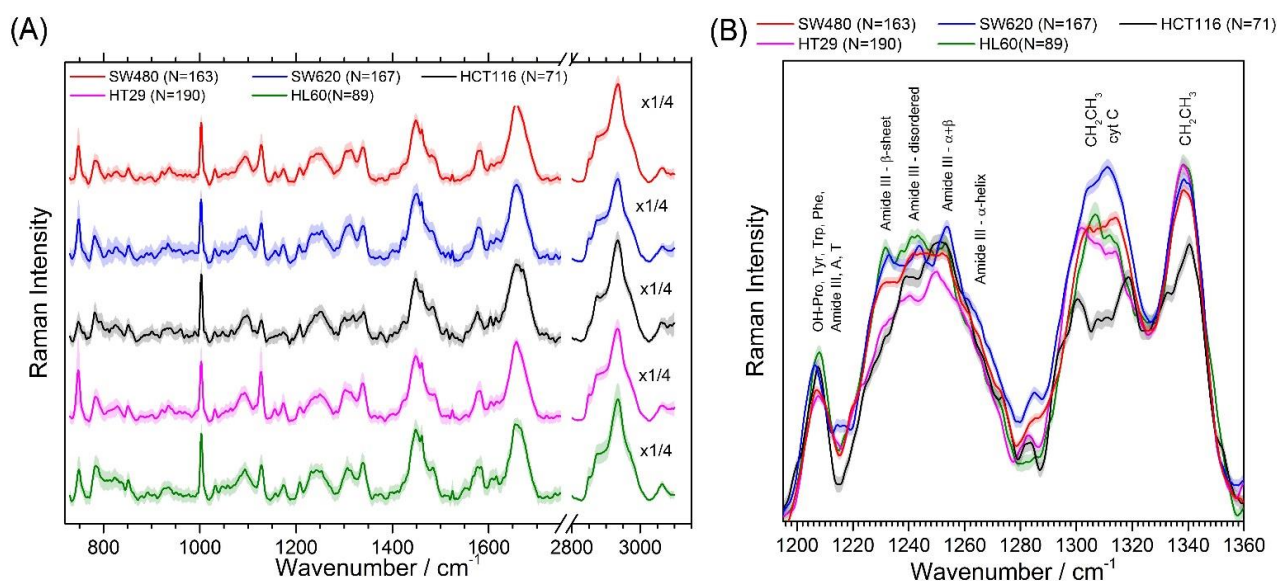 (A)
SW480 (N=163) SW620 (N=167) HCT116 (N=71)
HT29 (N=190) HL60(N=89)
x1/4
x1/4
x1/4
x1/4
x1/4
Raman Intensity
800 1000 1200 1400 1600 2800 3000
Wavenumber / cm⁻¹
(B)
SW480 (N=163) SW620 (N=167) HCT116 (N=71)
HT29 (N=190) HL60(N=89)
OH-Pro, Tyr, Trp, Phe,
Amide III, A, T
Amide III - β-sheet
Amide III - disordered
Amide III - α+β
Amide III - α-helix
CH₂CH₃
cyt C
CH₂CH₃
Raman Intensity
1200 1220 1240 1260 1280 1300 1320 1340 1360
Wavenumber / cm⁻¹